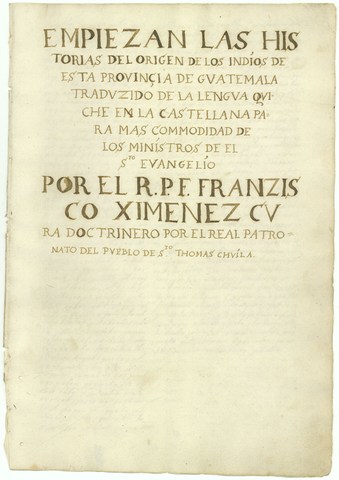 EMPIEZAN LAS HIS
TORIAS DEL ORIGEN DE LOS INDIOS DE
ESTA PROVINÇIA DE GUATEMALA
TRADVZIDO DE LA LENGVA QVI
CHE EN LA CASTELLANA PA
RA MAS COMMODIDAD DE
LOS MINISTROS DE EL
S.TO EVANGELIO
POR EL R.P.F. FRANZIS
CO XIMENEZ CV
RA DOCTRINERO POR EL REAL PATRO-
NATO DEL PVEBLO DE S.TO THOMAS CHVILA.